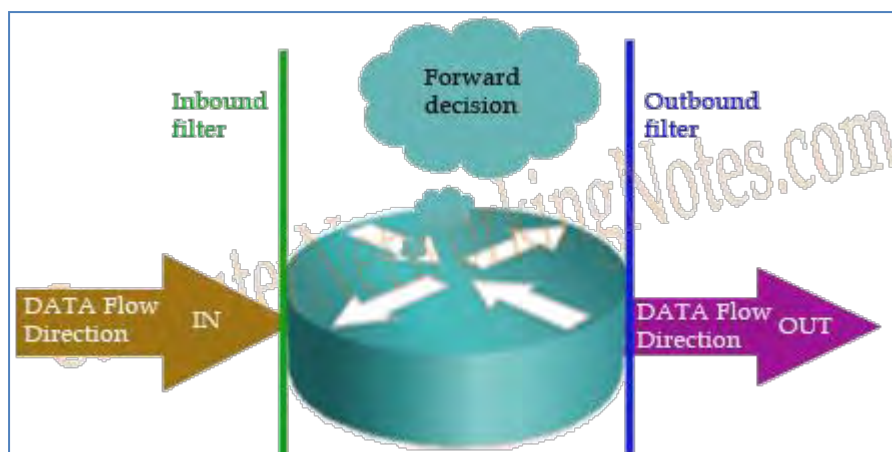 Forward
decision
Inbound
filter
Outbound
filter
DATA Flow
Direction
IN
DATA Flow
Direction
OUT